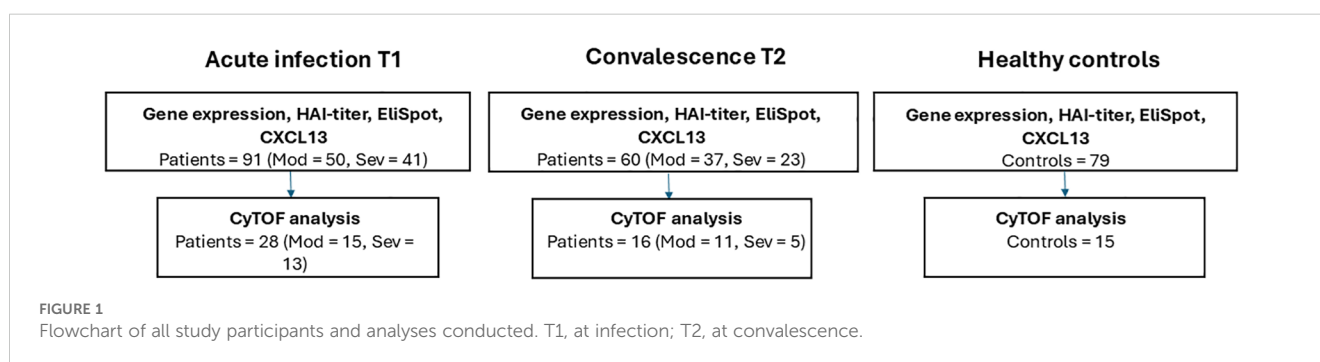 Acute infection T1
Gene expression, HAI-titer, EliSpot,
CXCL13
Patients = 91 (Mod = 50, Sev = 41)
CyTOF analysis
Patients = 28 (Mod = 15, Sev =
13)
Convalescence T2
Gene expression, HAI-titer, EliSpot,
CXCL13
Patients = 60 (Mod = 37, Sev = 23)
CyTOF analysis
Patients = 16 (Mod = 11, Sev = 5)
Healthy controls
Gene expression, HAI-titer, EliSpot,
CXCL13
Controls = 79
CyTOF analysis
Controls = 15
FIGURE 1
Flowchart of all study participants and analyses conducted. T1, at infection; T2, at convalescence.